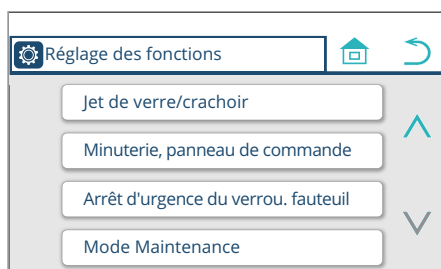 Réglage des fonctions
Jet de verre/crachoir
Minuterie, panneau de commande
Arrêt d'urgence du verrou. fauteuil
Mode Maintenance